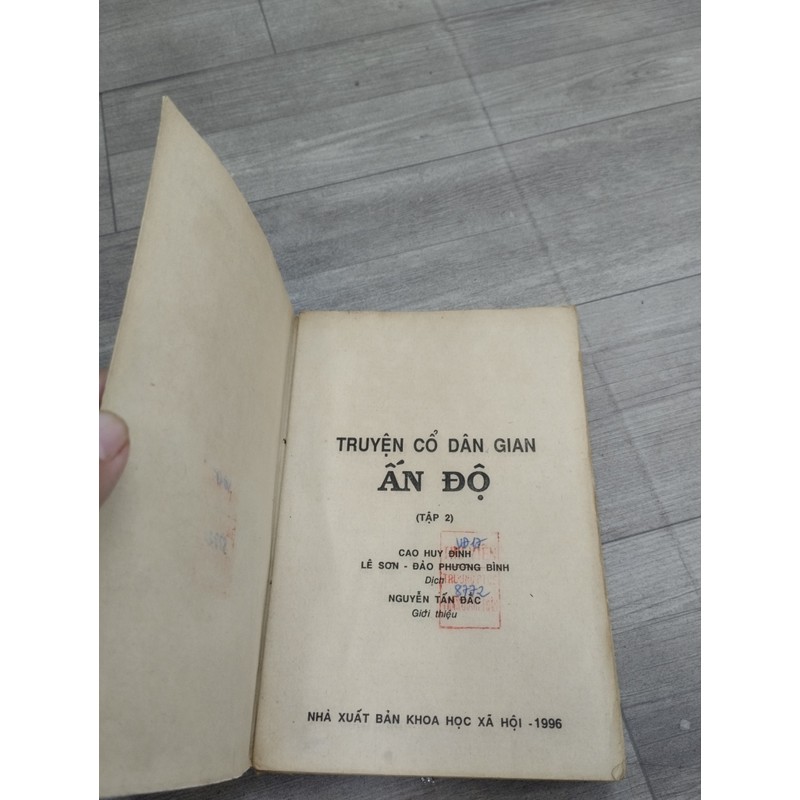 TRUYỆN CỔ DÂN GIAN
ẤN ĐỘ
(TẬP 2)
CAO HUY ĐỈNH
LÊ SƠN - ĐÀO PHƯƠNG BÌNH
Dịch
NGUYỄN TẤN ĐẮC
Giới thiệu
8772
NHÀ XUẤT BẢN KHOA HỌC XÃ HỘI - 1996